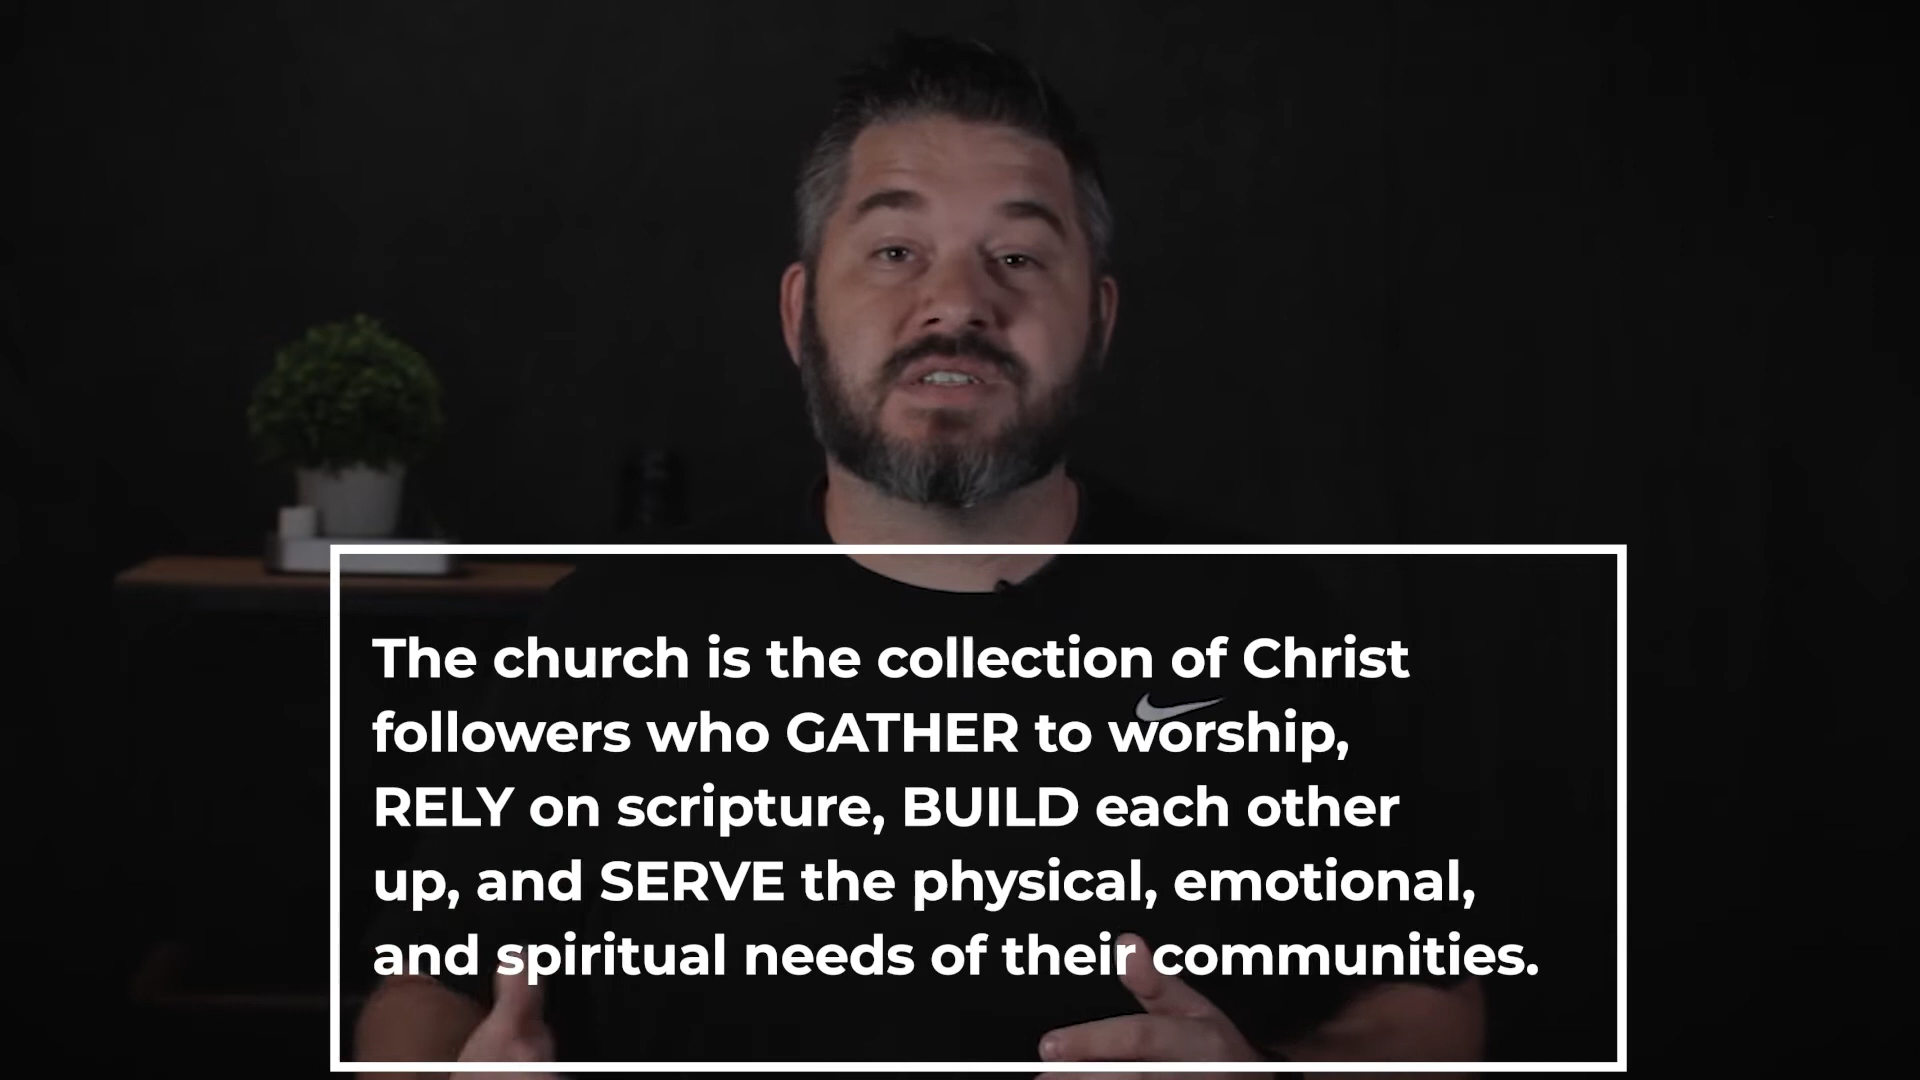 The church is the collection of Christ
followers who GATHER to worship,
RELY on scripture, BUILD each other
up, and SERVE the physical, emotional,
and spiritual needs of their communities.